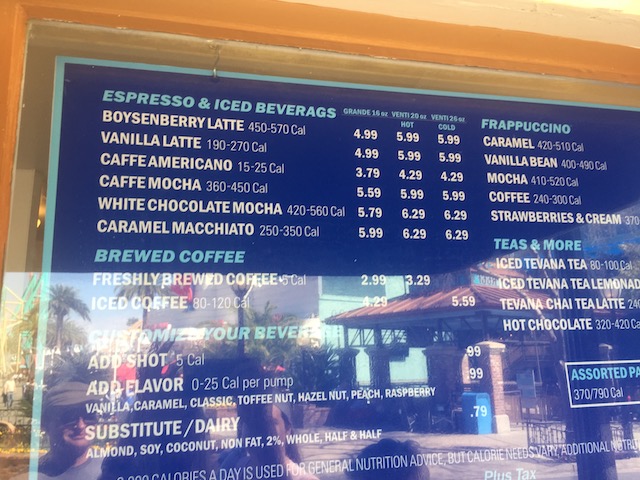 ESPRESSO & ICED BEVERAGS GRANDE 16 oz VENTI 20 oz HOT VENTI 26 oz COLD
BOYSENBERRY LATTE 450-570 Cal 4.99 5.99 5.99
VANILLA LATTE 190-270 Cal 4.99 5.99 5.99
CAFFE AMERICANO 15-25 Cal 3.79 4.29 4.29
CAFFE MOCHA 360-450 Cal 5.59 5.99 5.99
WHITE CHOCOLATE MOCHA 420-560 Cal 5.79 6.29 6.29
CARAMEL MACCHIATO 250-350 Cal 5.99 6.29 6.29
BREWED COFFEE
FRESHLY BREWED COFFEE 5 Cal 2.99 3.29
ICED COFFEE 80-120 Cal 4.29 5.59
CUSTOMIZE YOUR BEVERA
ADD SHOT 5 Cal .99
ADD FLAVOR 0-25 Cal per pump .99
VANILLA, CARAMEL, CLASSIC, TOFFEE NUT, HAZEL NUT, PEACH, RASPBERRY
SUBSTITUTE / DAIRY .79
ALMOND, SOY, COCONUT, NON FAT, 2%, WHOLE, HALF & HALF
FRAPPUCCINO
CARAMEL 420-510 Cal
VANILLA BEAN 400-490 Cal
MOCHA 410-520 Cal
COFFEE 240-300 Cal
STRAWBERRIES & CREAM 370
TEAS & MORE
ICED TEVANA TEA 80-100 Cal
ICED TEVANA TEA LEMONAD
TEVANA CHAI TEA LATTE 24
HOT CHOCOLATE 320-420 Ca
ASSORTED PA
370/790 Cal
000 CALORIES A DAY IS USED FOR GENERAL NUTRITION ADVICE, BUT CALORIE NEEDS VARY. ADDITIONAL NUTRIT
Plus Tax